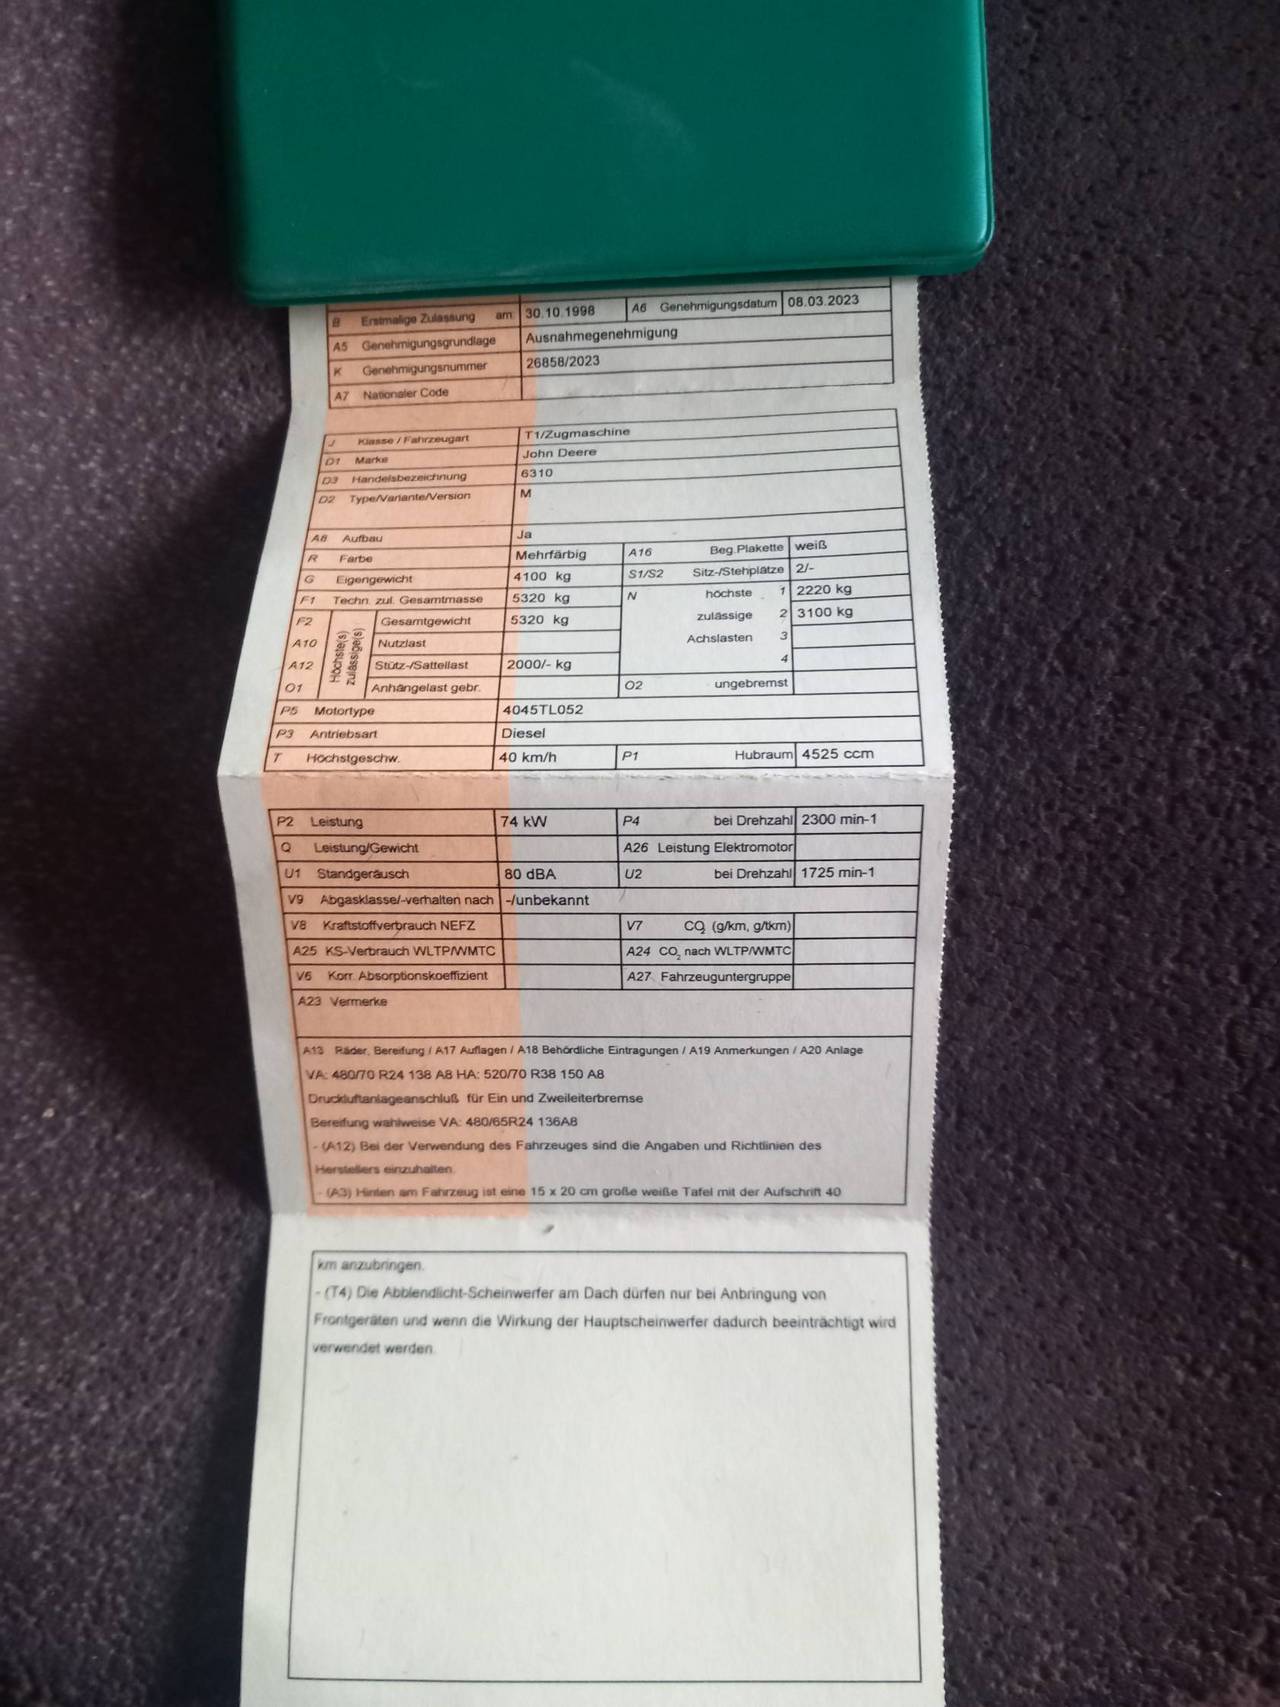 B Erstmalige Zulassung am 30.10.1998 A6 Genehmigungsdatum 08.03.2023
A5 Genehmigungsgrundlage Ausnahmegenehmigung
K Genehmigungsnummer 26858/2023
A7 Nationaler Code
J Klasse / Fahrzeugart T1/Zugmaschine
D1 Marke John Deere
D3 Handelsbezeichnung 6310
D2 Type/Variante/Version M
A8 Aufbau Ja
R Farbe Mehrfärbig A16 Beg.Plakette weiß
G Eigengewicht 4100 kg S1/S2 Sitz-/Stehplätze 2/-
F1 Techn. zul. Gesamtmasse 5320 kg N höchste 1 2220 kg
F2 Höchste(s) zulässige(s) Gesamtgewicht 5320 kg zulässige 2 3100 kg
A10 Nutzlast Achslasten 3
A12 Stütz-/Sattellast 2000/- kg 4
O1 Anhängelast gebr. O2 ungebremst
P5 Motortype 4045TL052
P3 Antriebsart Diesel
T Höchstgeschw. 40 km/h P1 Hubraum 4525 ccm
P2 Leistung 74 kW P4 bei Drehzahl 2300 min-1
Q Leistung/Gewicht A26 Leistung Elektromotor
U1 Standgeräusch 80 dBA U2 bei Drehzahl 1725 min-1
V9 Abgasklasse/-verhalten nach -/unbekannt
V8 Kraftstoffverbrauch NEFZ V7 CO2 (g/km, g/tkm)
A25 KS-Verbrauch WLTP/WMTC A24 CO2 nach WLTP/WMTC
V6 Korr. Absorptionskoeffizient A27 Fahrzeuguntergruppe
A23 Vermerke
A13 Räder, Bereifung / A17 Auflagen / A18 Behördliche Eintragungen / A19 Anmerkungen / A20 Anlage
VA: 480/70 R24 138 A8 HA: 520/70 R38 150 A8
Druckluftanlageanschluß für Ein und Zweileiterbremse
Bereifung wahlweise VA: 480/65R24 136A8
- (A12) Bei der Verwendung des Fahrzeuges sind die Angaben und Richtlinien des
Herstellers einzuhalten.
- (A3) Hinten am Fahrzeug ist eine 15 x 20 cm große weiße Tafel mit der Aufschrift 40
km anzubringen.
- (T4) Die Abblendlicht-Scheinwerfer am Dach dürfen nur bei Anbringung von
Frontgeräten und wenn die Wirkung der Hauptscheinwerfer dadurch beeinträchtigt wird
verwendet werden.